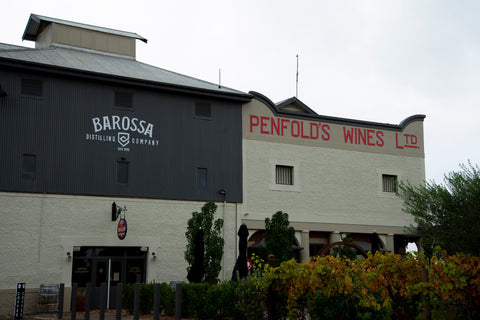 BAROSSA
DISTILLING COMPANY
PENFOLD'S WINES LTD.